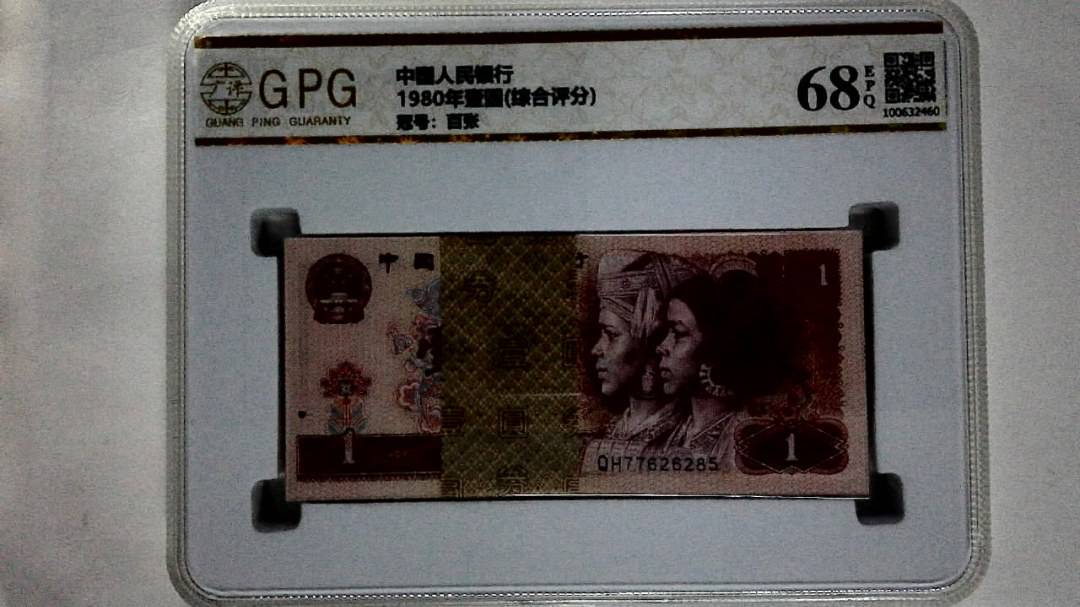 GPG
GUANG PING GUARANTY
中國人民银行
1980年壹圆(综合评分)
冠号：百张
68
EPQ
100632460
中国
1
1
QH77626285
1